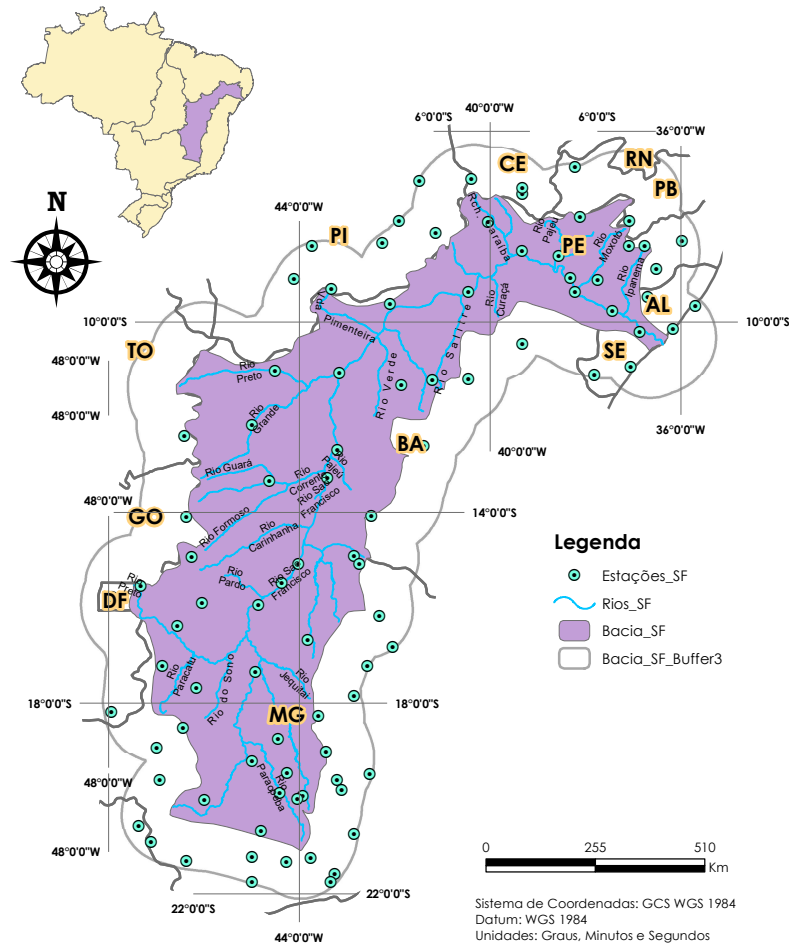 40°0'0"W
6°0'0"S
6°0'0"S
36°0'0"W
CE
RN
PB
N
44°0'0"W
PI
Rch. Caraíba
Rio
Pajeú
PE
Rio
Moxotó
Rio
Ipanema
AL
Rio
Curaçá
Pimenteira
10°0'0"S
10°0'0"S
TO
SE
Rio Salitre
48°0'0"W
Rio
Preto
Rio Verde
48°0'0"W
Rio
Grande
36°0'0"W
BA
40°0'0"W
Rio Guará
Rio
Corrente
Rio
Pajeú
48°0'0"W
GO
Rio São
Francisco
14°0'0"S
Rio Formoso
Rio
Carinhanha
Legenda
Estações_SF
Rios_SF
Bacia_SF
Bacia_SF_Buffer3
Rio
Preto
DF
Rio
Pardo
Rio São
Francisco
Rio
Paracatu
Rio do Sono
Rio
Jequitaí
18°0'0"S
MG
18°0'0"S
48°0'0"W
Rio
Paraopeba
48°0'0"W
0 255 510
Km
22°0'0"S
22°0'0"S
44°0'0"W
Sistema de Coordenadas: GCS WGS 1984
Datum: WGS 1984
Unidades: Graus, Minutos e Segundos